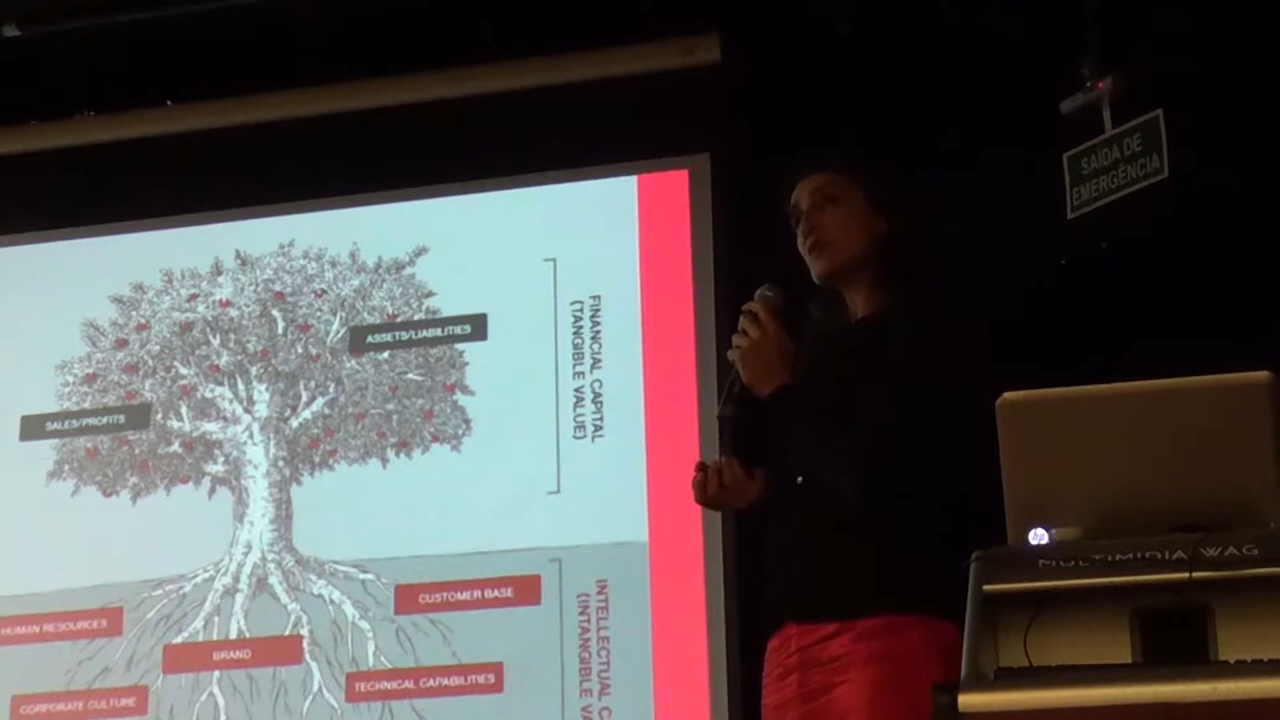 SAÍDA DE
EMERGÊNCIA
ASSETS/LIABILITIES
SALES/PROFITS
FINANCIAL CAPITAL
(TANGIBLE VALUE)
CUSTOMER BASE
HUMAN RESOURCES
BRAND
TECHNICAL CAPABILITIES
CORPORATE CULTURE
INTELLECTUAL
(INTANGIBLE
hp
MULTIMIDIA WAG